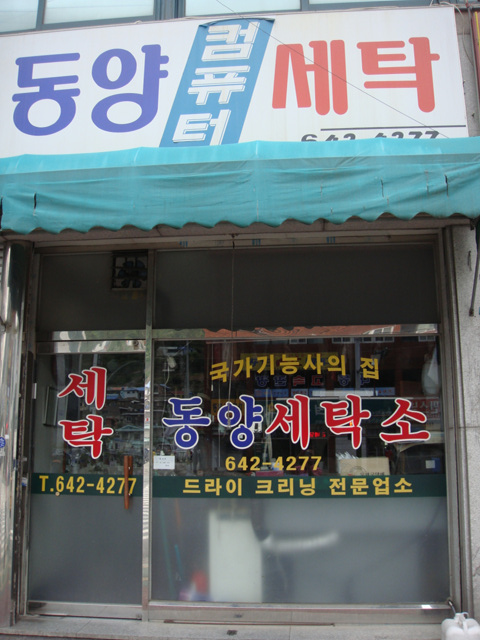 동양 컴퓨터 세탁
642-4277
국가기능사의 집
세탁
동양세탁소
642-4277
T.642-4277
드라이 크리닝 전문업소